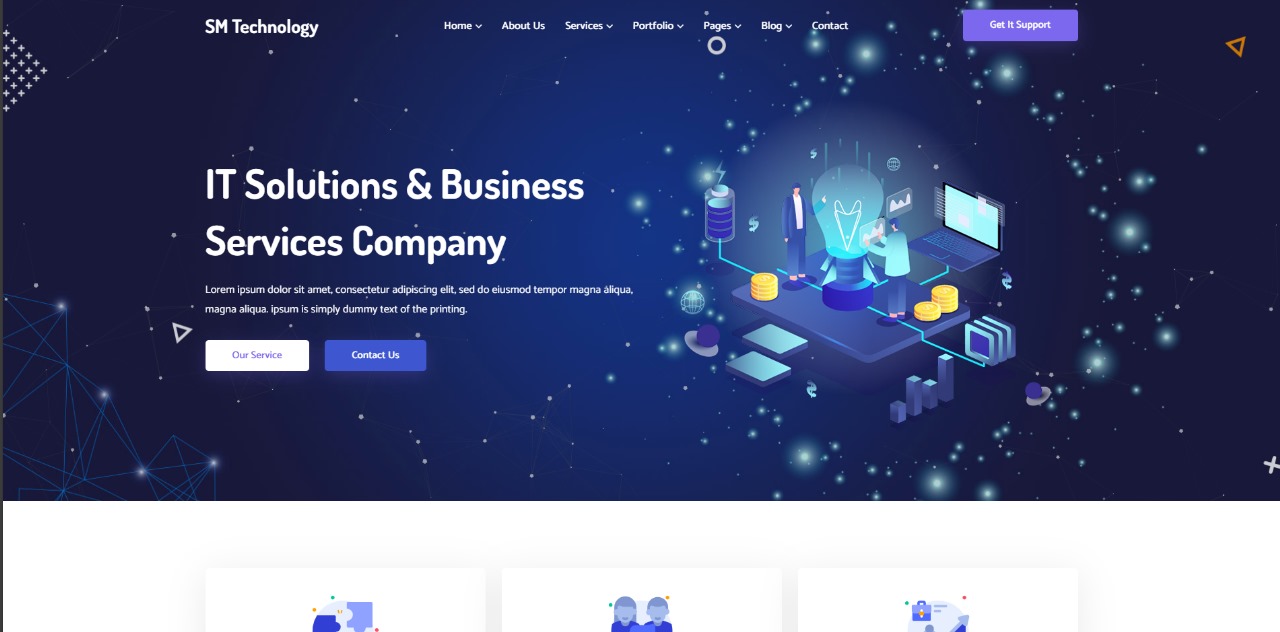 SM Technology
Home
About Us
Services
Portfolio
Pages
Blog
Contact
Get It Support
IT Solutions & Business
Services Company
Lorem ipsum dolor sit amet, consectetur adipiscing elit, sed do eiusmod tempor magna aliqua,
magna aliqua. ipsum is simply dummy text of the printing.
Our Service
Contact Us